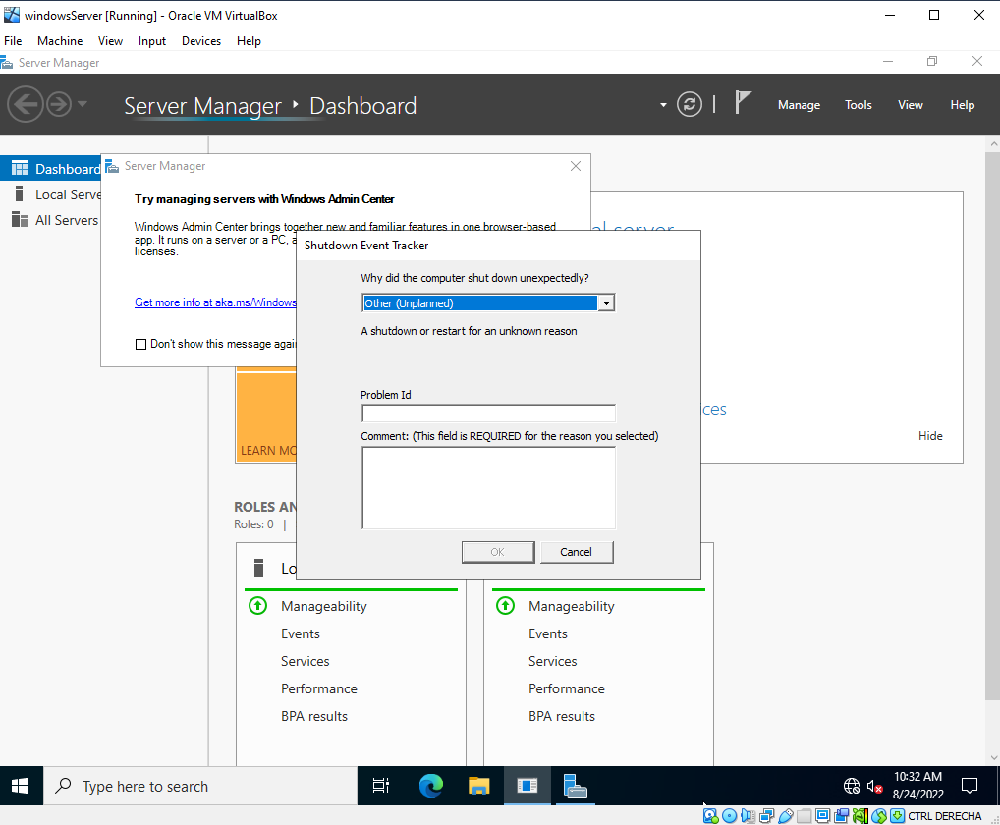 windowsServer [Running] - Oracle VM VirtualBox
File Machine View Input Devices Help
Server Manager
Server Manager Dashboard
Manage Tools View Help
Dashboard
Local Serve
All Servers
Server Manager
Try managing servers with Windows Admin Center
Windows Admin Center brings together new and familiar features in one browser-based
app. It runs on a server or a PC, a
licenses.
Get more info at aka.ms/Windows
Don't show this message agai
al server
Shutdown Event Tracker
Why did the computer shut down unexpectedly?
Other (Unplanned)
A shutdown or restart for an unknown reason
Problem Id
Comment: (This field is REQUIRED for the reason you selected)
OK Cancel
ces
Hide
LEARN MO
ROLES AN
Roles: 0 |
Lo
Manageability
Events
Services
Performance
BPA results
Manageability
Events
Services
Performance
BPA results
Type here to search
10:32 AM
8/24/2022
CTRL DERECHA